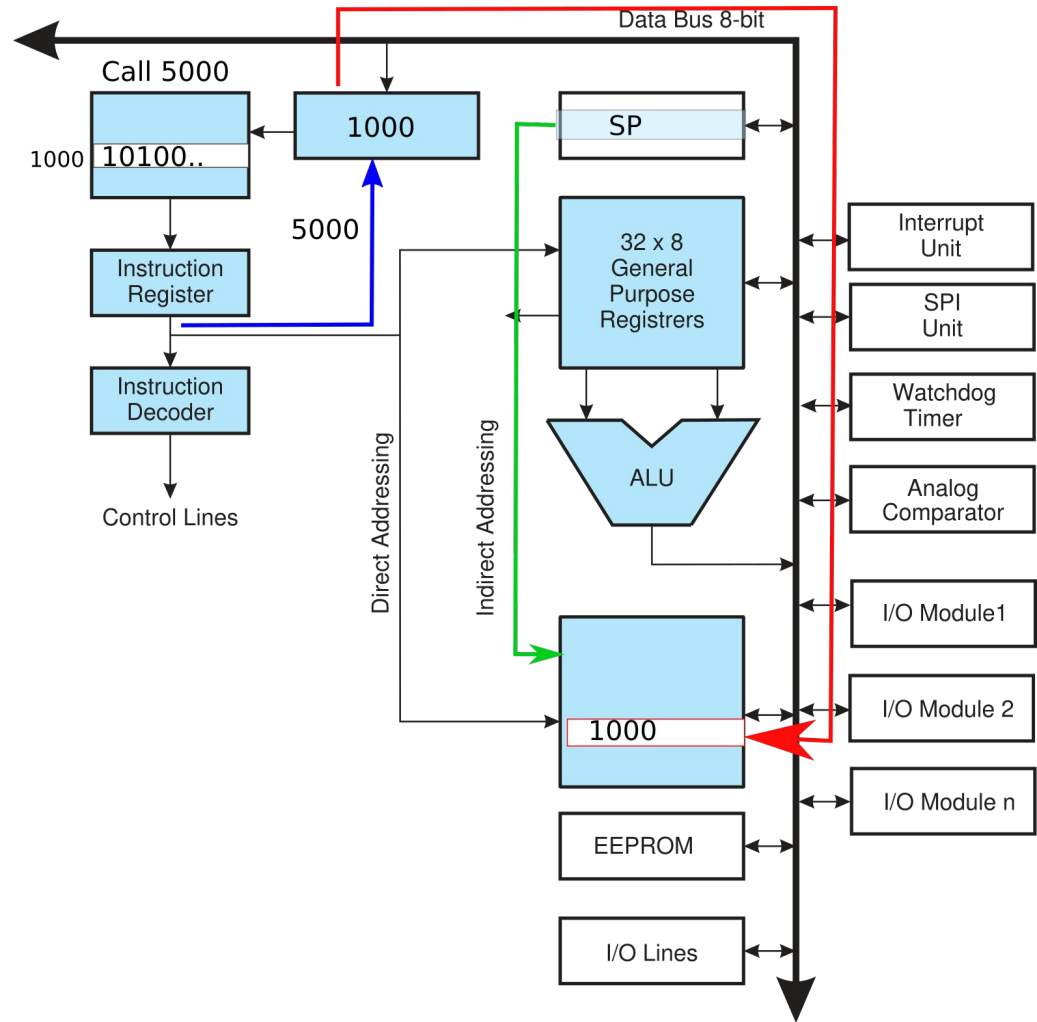 Data Bus 8-bit
Call 5000
1000
SP
1000
10100..
5000
Instruction
Register
32 x 8
General
Purpose
Registrers
Interrupt
Unit
SPI
Unit
Instruction
Decoder
Watchdog
Timer
Control Lines
Direct Addressing
Indirect Addressing
ALU
Analog
Comparator
I/O Module1
1000
I/O Module 2
I/O Module n
EEPROM
I/O Lines